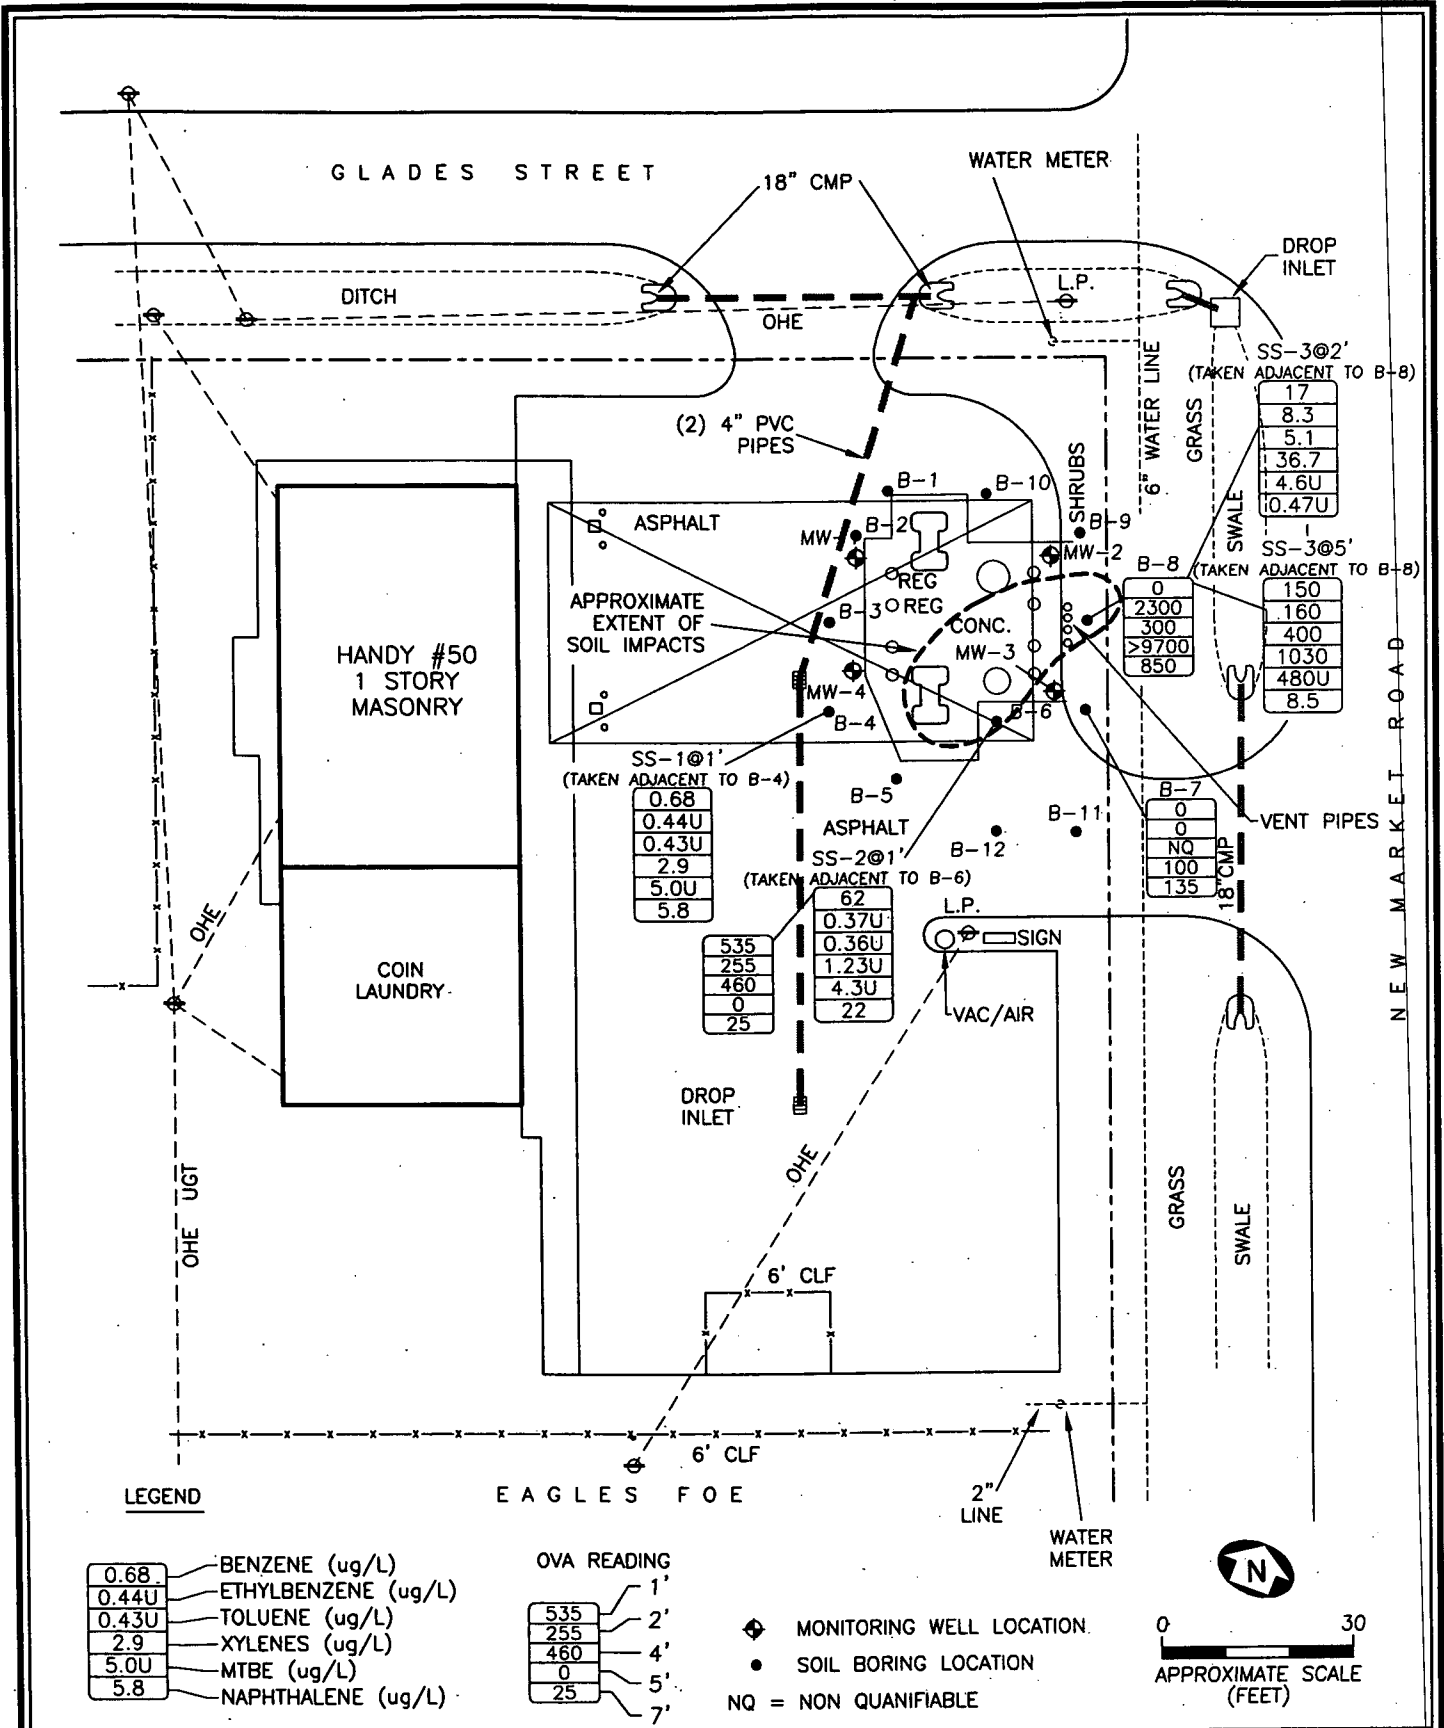 GLADES STREET
WATER METER
18" CMP
DROP
INLET
DITCH
L.P.
OHE
SS-3@2'
(TAKEN ADJACENT TO B-8)
17
8.3
5.1
36.7
4.6U
0.47U
6" WATER LINE
GRASS
SWALE
SHRUBS
(2) 4" PVC
PIPES
B-1
B-10
ASPHALT
B-2
B-9
MW-
MW-2
REG
REG
B-8
0
2300
300
>9700
850
SS-3@5'
(TAKEN ADJACENT TO B-8)
150
160
400
1030
480U
8.5
APPROXIMATE
EXTENT OF
SOIL IMPACTS
B-3
CONC.
MW-3
HANDY #50
1 STORY
MASONRY
MW-4
B-4
B-6
SS-1@1'
(TAKEN ADJACENT TO B-4)
0.68
0.44U
0.43U
2.9
5.0U
5.8
B-5
ASPHALT
B-7
0
0
NQ
100
135
VENT PIPES
NEW MARKET ROAD
B-11
B-12
18"CMP
SS-2@1'
(TAKEN ADJACENT TO B-6)
62
0.37U
0.36U
1.23U
4.3U
22
535
255
460
0
25
L.P.
SIGN
VAC/AIR
OHE
COIN
LAUNDRY
DROP
INLET
OHE
OHE UGT
GRASS
SWALE
6' CLF
6' CLF
EAGLES FOE
2"
LINE
WATER
METER
LEGEND
0.68 BENZENE (ug/L)
0.44U ETHYLBENZENE (ug/L)
0.43U TOLUENE (ug/L)
2.9 XYLENES (ug/L)
5.0U MTBE (ug/L)
5.8 NAPHTHALENE (ug/L)
OVA READING
535 1'
255 2'
460 4'
0 5'
25 7'
MONITORING WELL LOCATION
SOIL BORING LOCATION
NQ = NON QUANIFIABLE
N
0 30
APPROXIMATE SCALE
(FEET)